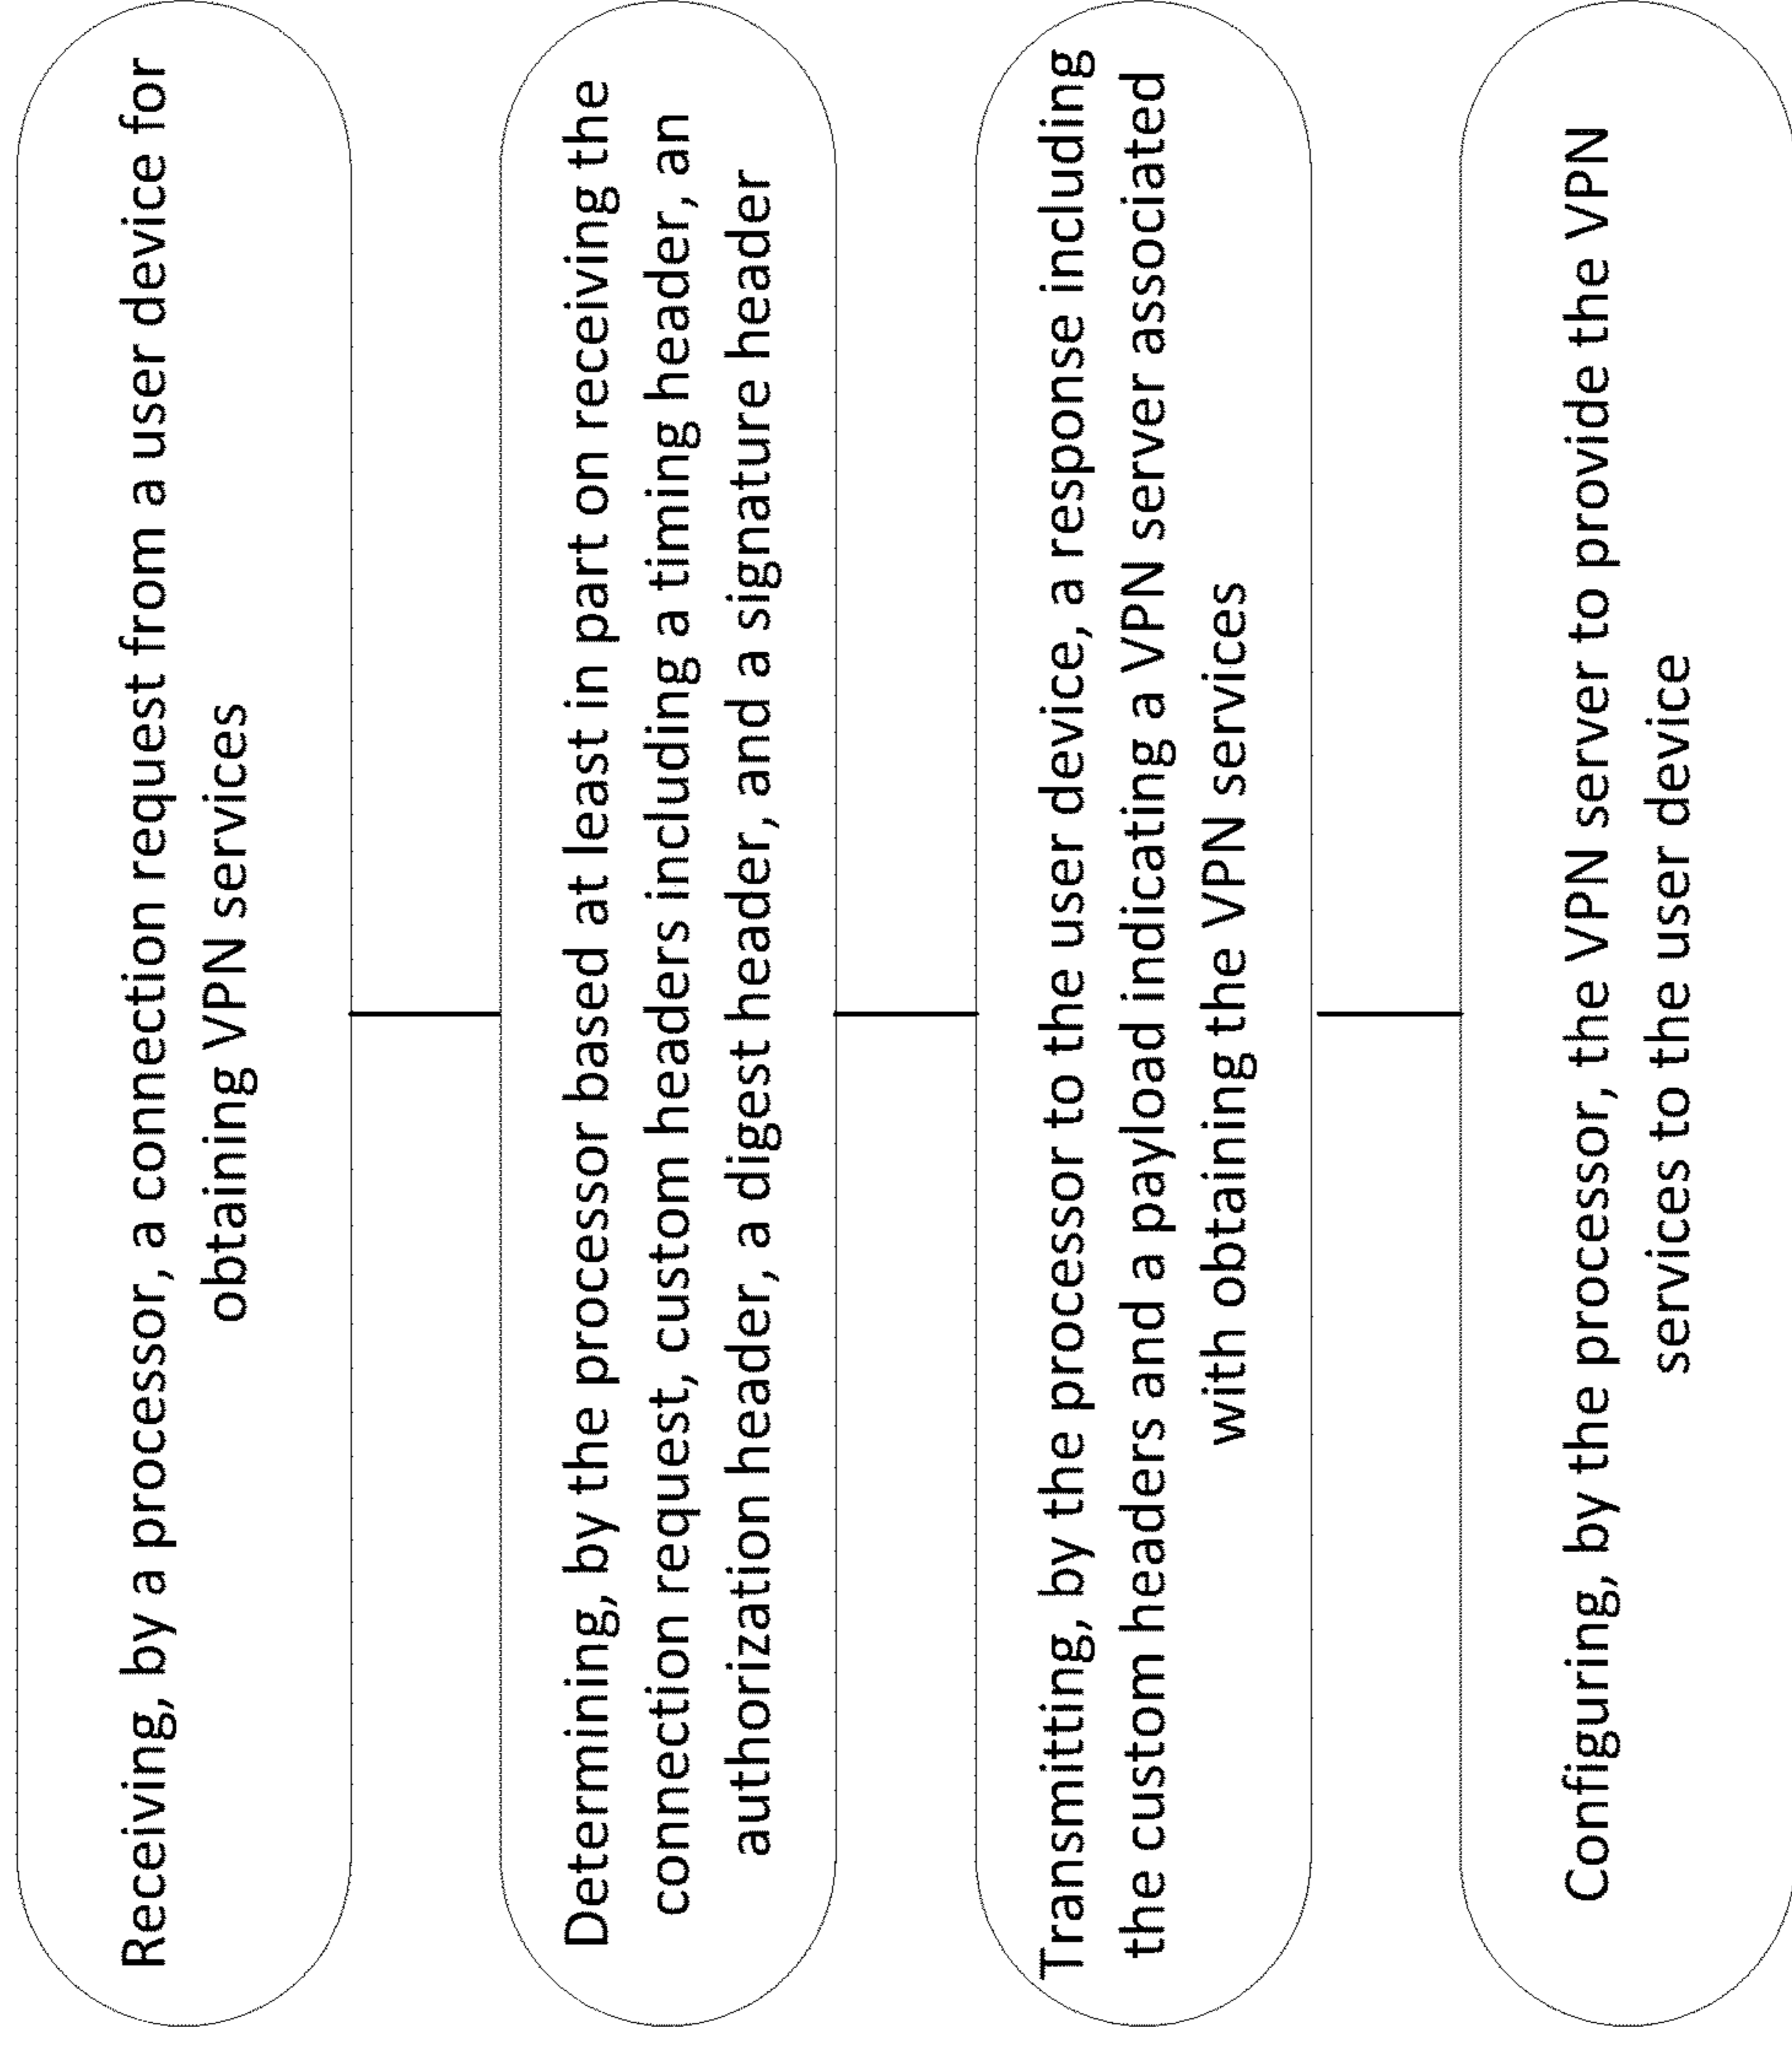 Receiving, by a processor, a connection request from a user device for
obtaining VPN services
Determining, by the processor based at least in part on receiving the
connection request, custom headers including a timing header, an
authorization header, a digest header, and a signature header
Transmitting, by the processor to the user device, a response including
the custom headers and a payload indicating a VPN server associated
with obtaining the VPN services
Configuring, by the processor, the VPN server to provide the VPN
services to the user device